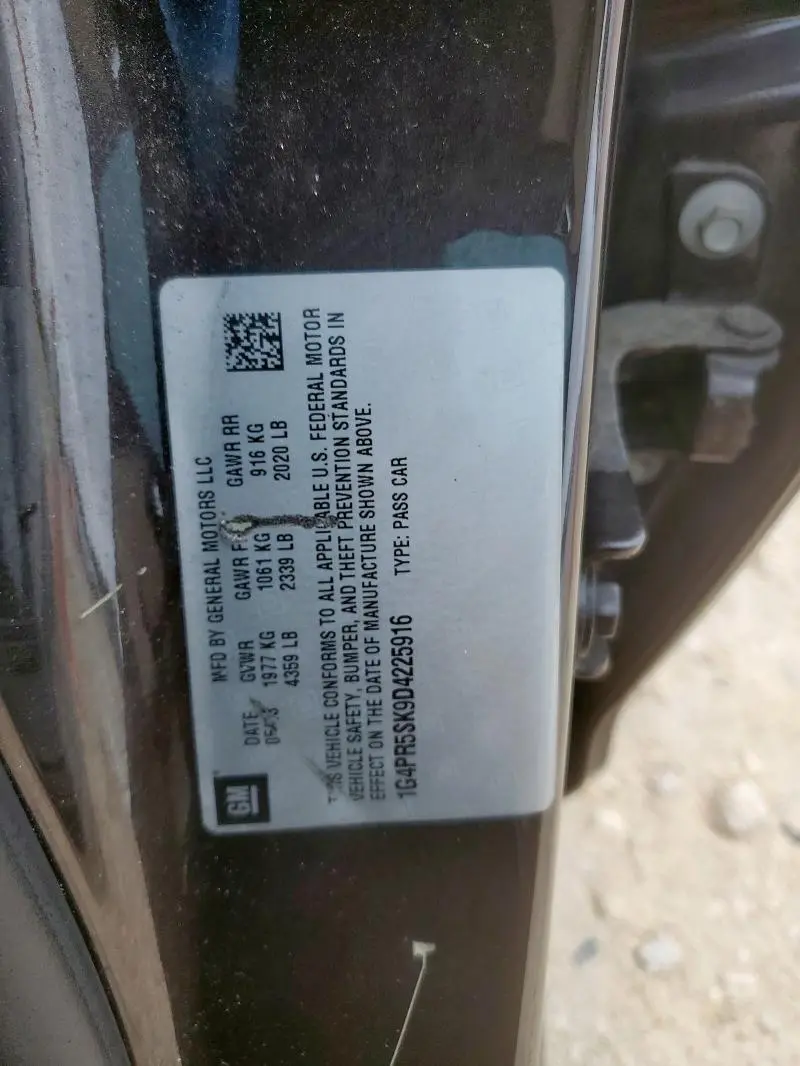 GM
MFD BY GENERAL MOTORS LLC
DATE GVWR GAWR GAWR RR
1977 KG 1061 KG 916 KG
4359 LB 2339 LB 2020 LB
VEHICLE CONFORMS TO ALL APPLICABLE U.S. FEDERAL MOTOR
VEHICLE SAFETY, BUMPER, AND THEFT PREVENTION STANDARDS IN
EFFECT ON THE DATE OF MANUFACTURE SHOWN ABOVE.
1G4PR5SK9D4225916 TYPE: PASS CAR